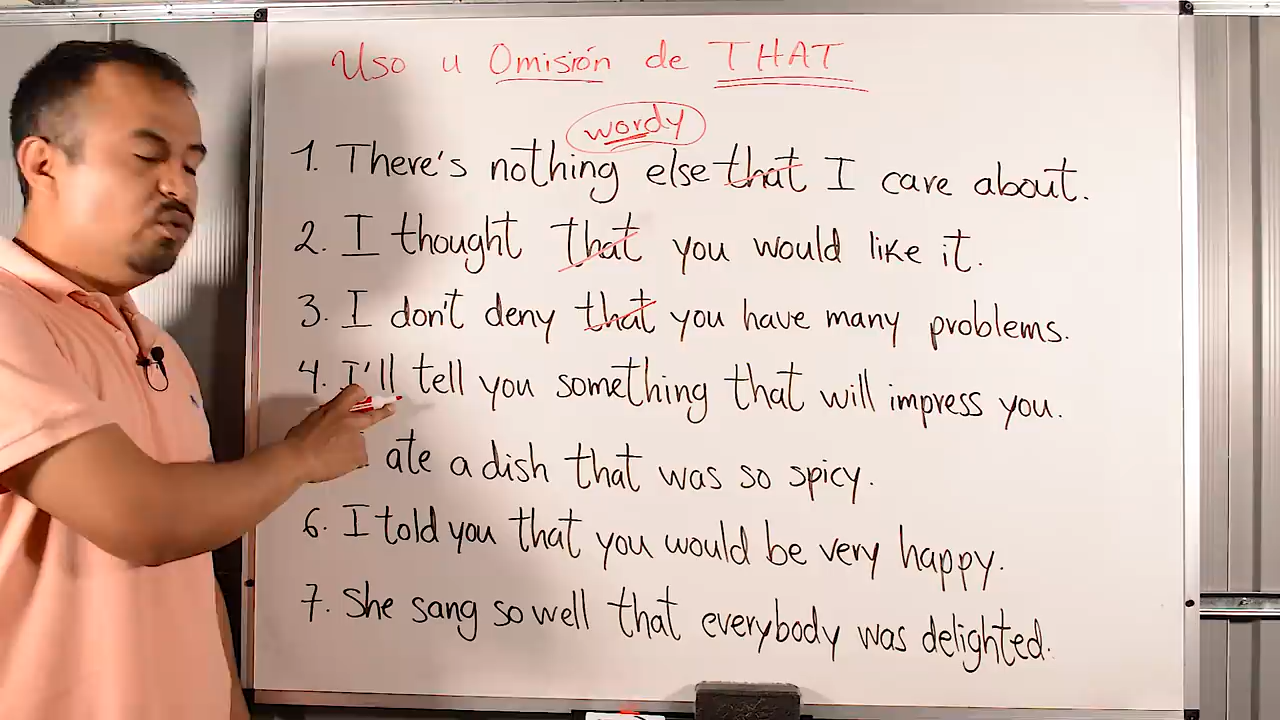 Uso u Omisión de THAT
wordy
1. There's nothing else that I care about.
2. I thought that you would like it.
3. I don't deny that you have many problems.
4. I'll tell you something that will impress you.
ate a dish that was so spicy.
6. I told you that you would be very happy.
7. She sang so well that everybody was delighted.